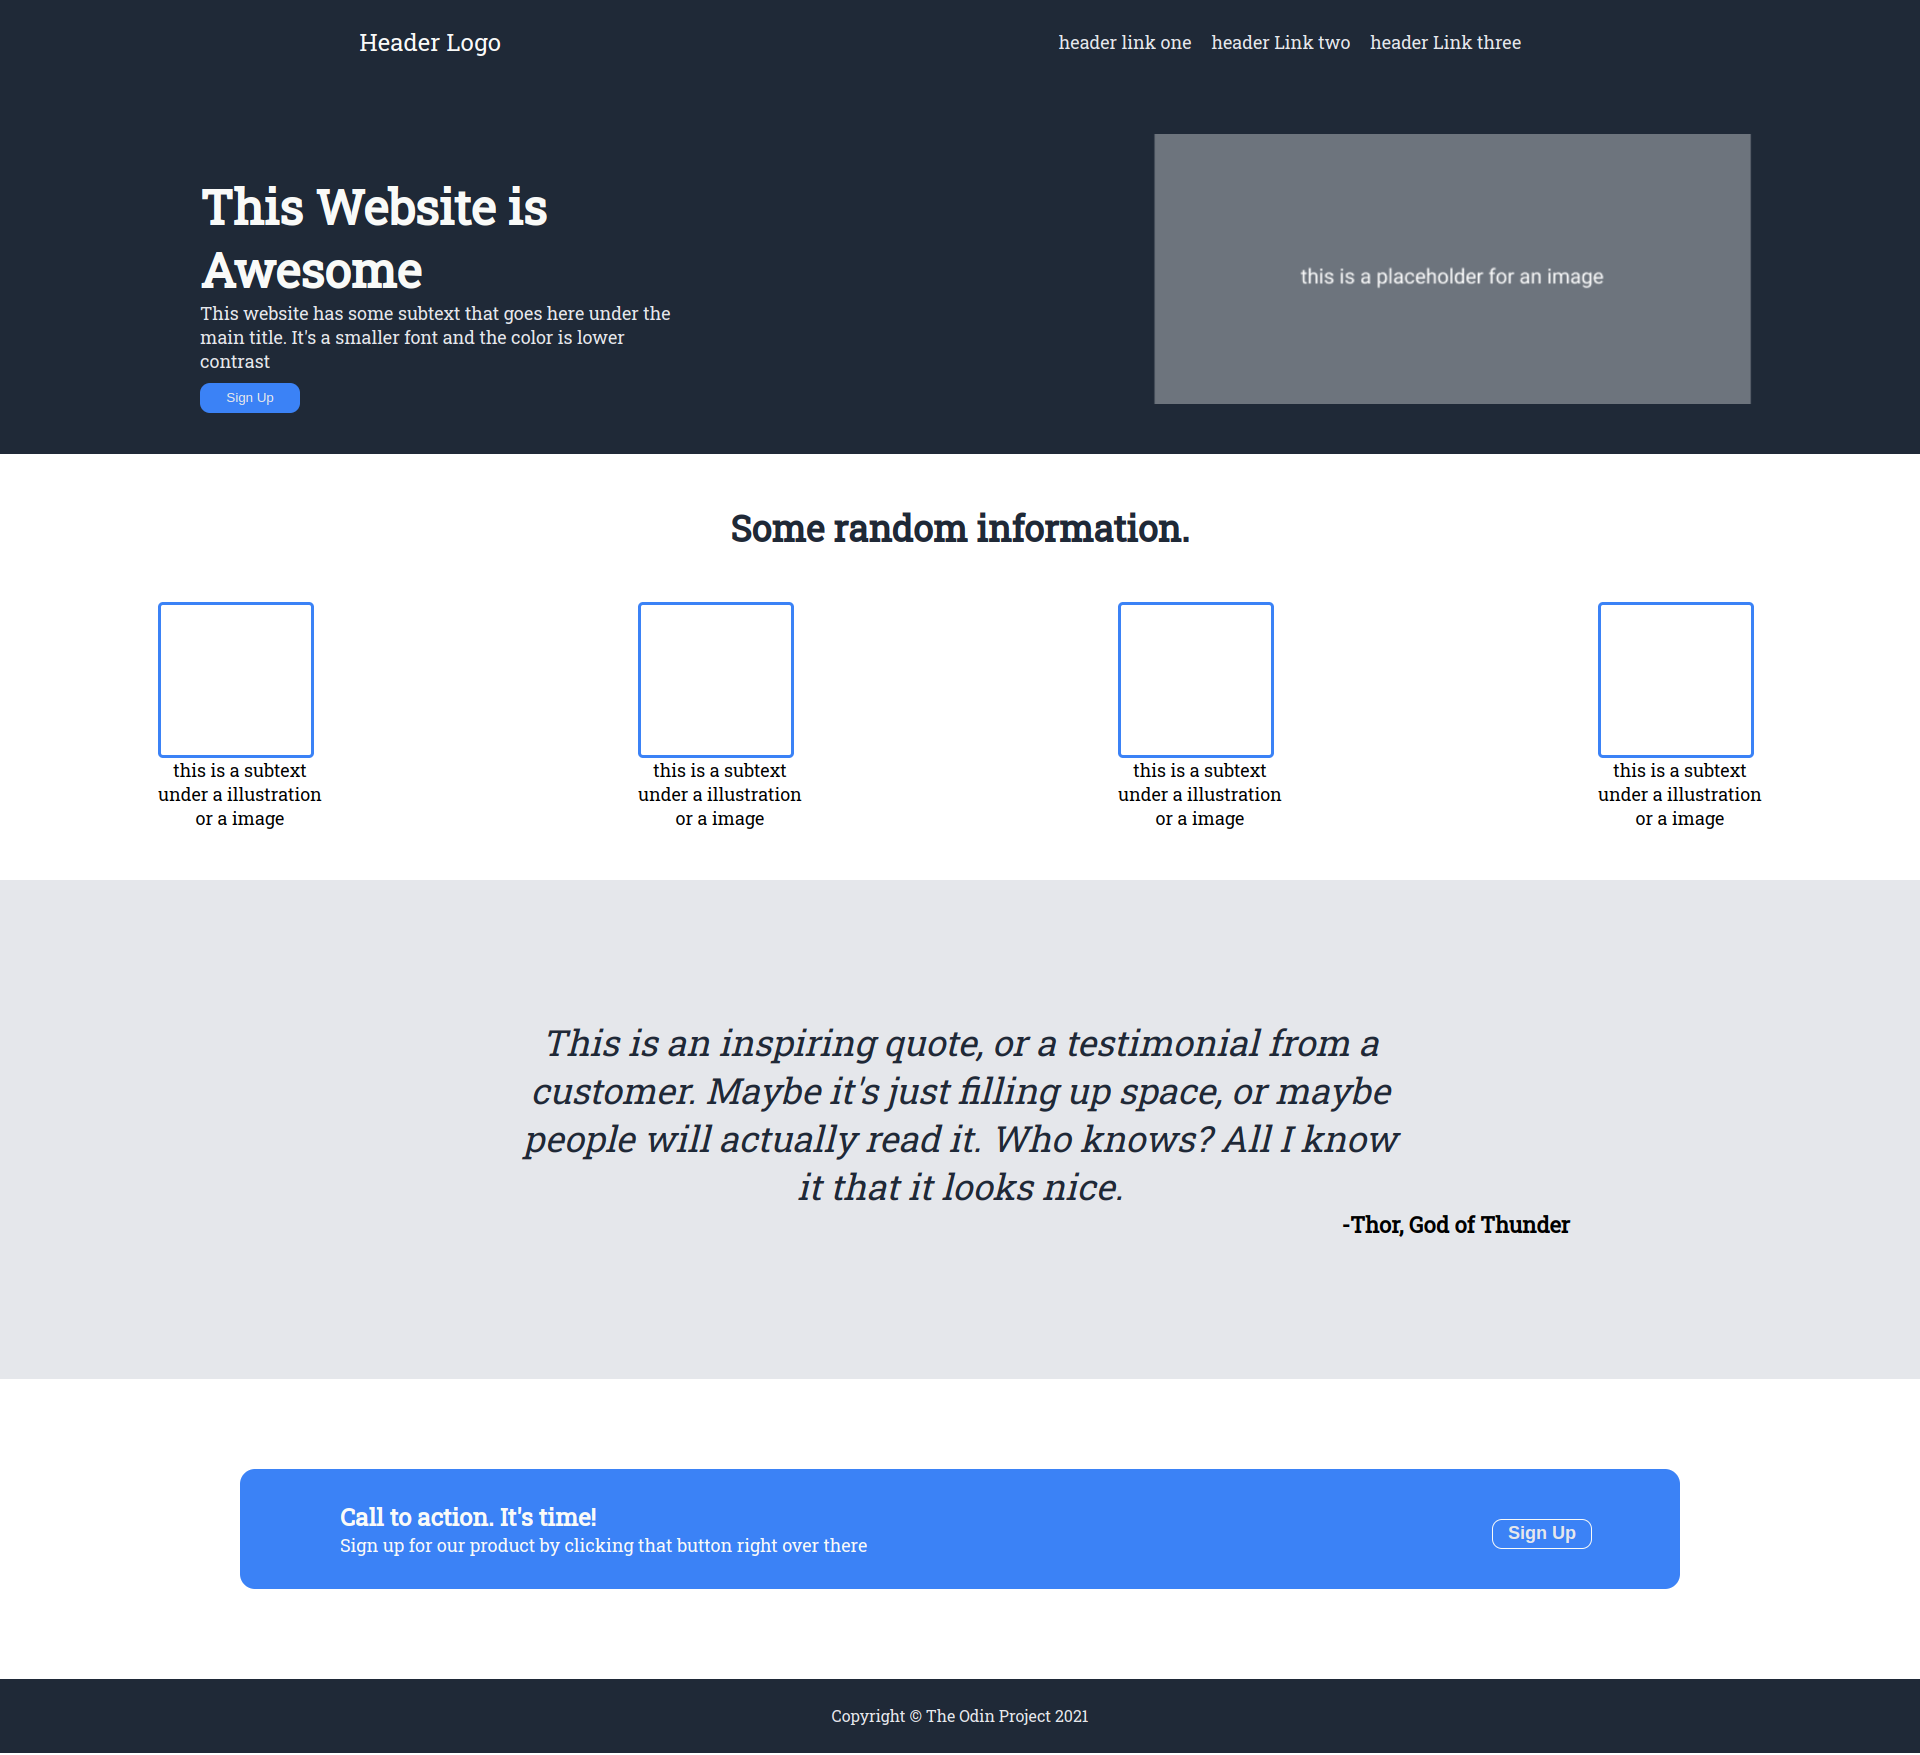 Header Logo
header link one header Link two header Link three
This Website is
Awesome
This website has some subtext that goes here under the
main title. It's a smaller font and the color is lower
contrast
Sign Up
this is a placeholder for an image
Some random information.
this is a subtext
under a illustration
or a image
this is a subtext
under a illustration
or a image
this is a subtext
under a illustration
or a image
this is a subtext
under a illustration
or a image
This is an inspiring quote, or a testimonial from a
customer. Maybe it's just filling up space, or maybe
people will actually read it. Who knows? All I know
it that it looks nice.
-Thor, God of Thunder
Call to action. It's time!
Sign up for our product by clicking that button right over there
Sign Up
Copyright © The Odin Project 2021